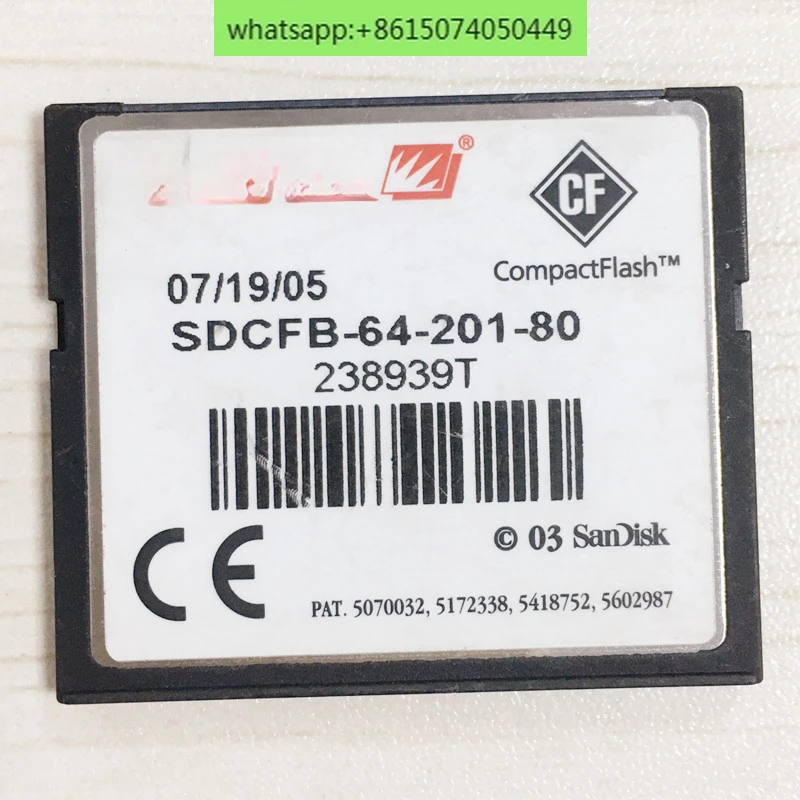 whatsapp:+8615074050449
®
CF
CompactFlash™
07/19/05
SDCFB-64-201-80
238939T
CE
© 03 SanDisk
PAT. 5070032, 5172338, 5418752, 5602987